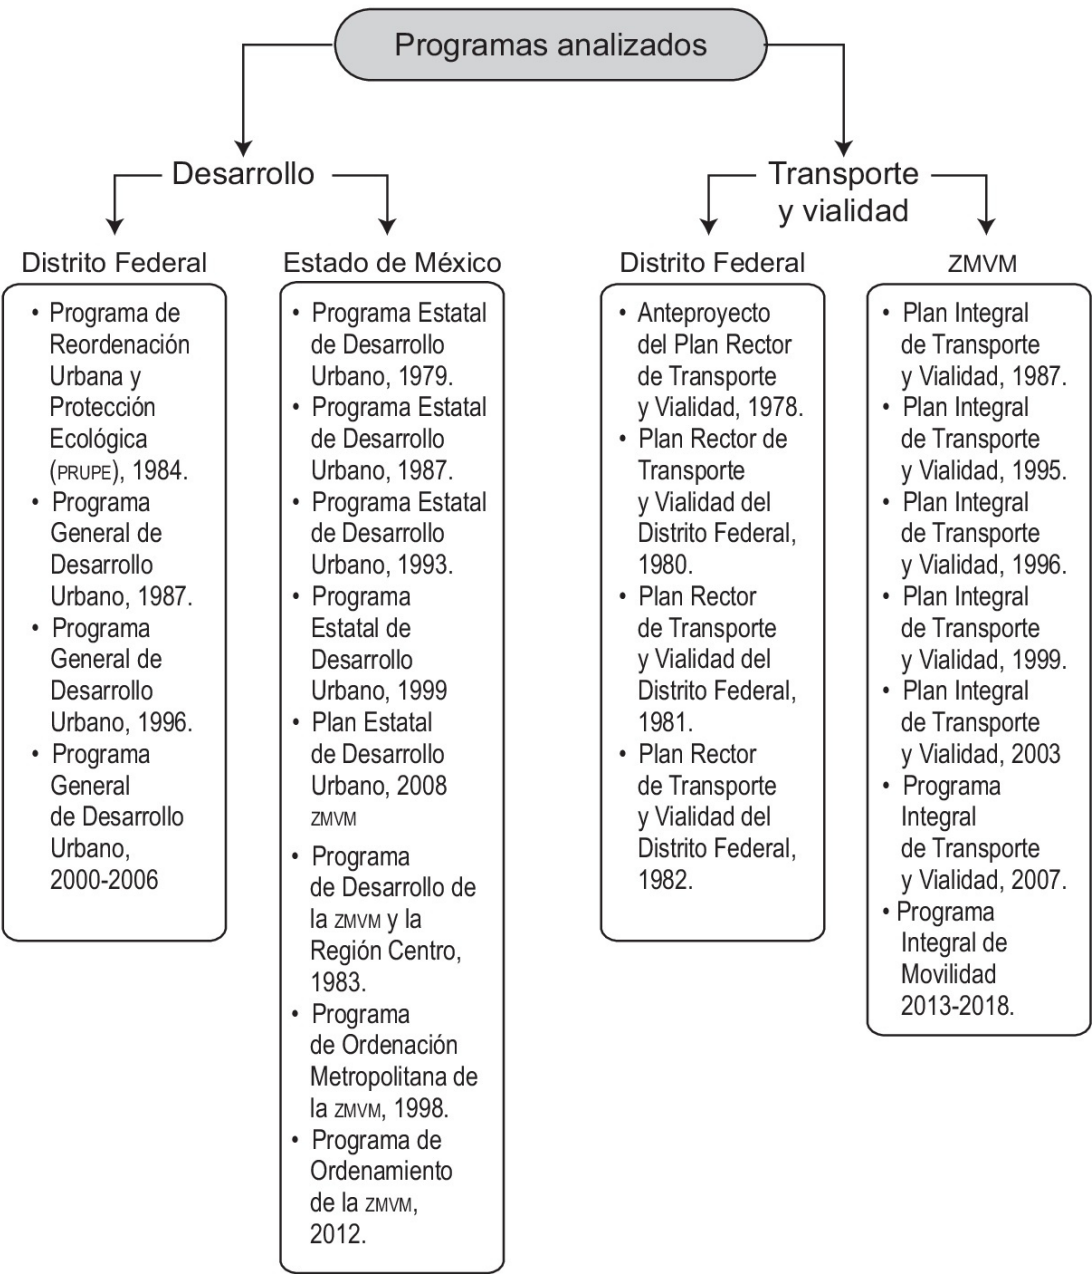 Programas analizados
Desarrollo
Transporte
y vialidad
Distrito Federal
• Programa de
Reordenación
Urbana y
Protección
Ecológica
(PRUPE), 1984.
• Programa
General de
Desarrollo
Urbano, 1987.
• Programa
General de
Desarrollo
Urbano, 1996.
• Programa
General
de Desarrollo
Urbano,
2000-2006
Estado de México
• Programa Estatal
de Desarrollo
Urbano, 1979.
• Programa Estatal
de Desarrollo
Urbano, 1987.
• Programa Estatal
de Desarrollo
Urbano, 1993.
• Programa
Estatal de
Desarrollo
Urbano, 1999
• Plan Estatal
de Desarrollo
Urbano, 2008
ZMVM
• Programa
de Desarrollo de
la ZMVM y la
Región Centro,
1983.
• Programa
de Ordenación
Metropolitana de
la ZMVM, 1998.
• Programa de
Ordenamiento
de la ZMVM,
2012.
Distrito Federal
• Anteproyecto
del Plan Rector
de Transporte
y Vialidad, 1978.
• Plan Rector de
Transporte
y Vialidad del
Distrito Federal,
1980.
• Plan Rector
de Transporte
y Vialidad del
Distrito Federal,
1981.
• Plan Rector
de Transporte
y Vialidad del
Distrito Federal,
1982.
ZMVM
• Plan Integral
de Transporte
y Vialidad, 1987.
• Plan Integral
de Transporte
y Vialidad, 1995.
• Plan Integral
de Transporte
y Vialidad, 1996.
• Plan Integral
de Transporte
y Vialidad, 1999.
• Plan Integral
de Transporte
y Vialidad, 2003
• Programa
Integral
de Transporte
y Vialidad, 2007.
• Programa
Integral de
Movilidad
2013-2018.